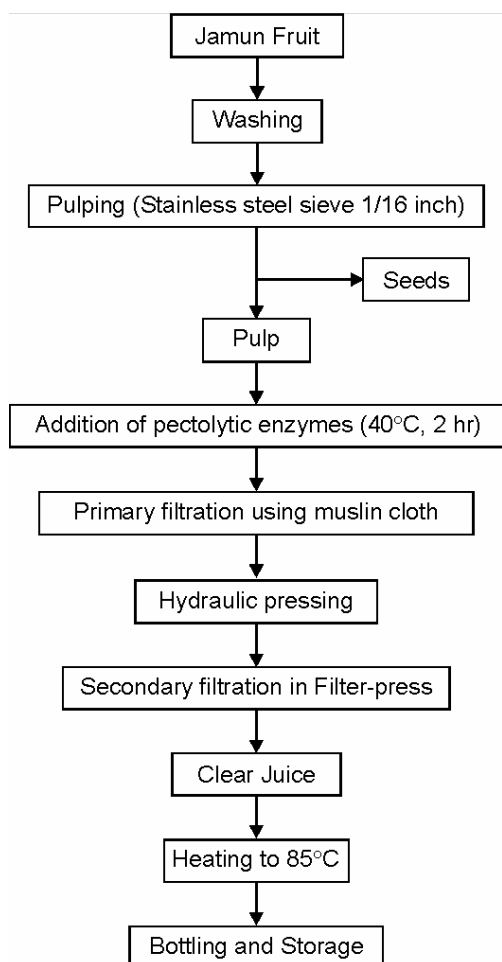 Jamun Fruit
Washing
Pulping (Stainless steel sieve 1/16 inch)
Seeds
Pulp
Addition of pectolytic enzymes (40°C, 2 hr)
Primary filtration using muslin cloth
Hydraulic pressing
Secondary filtration in Filter-press
Clear Juice
Heating to 85°C
Bottling and Storage